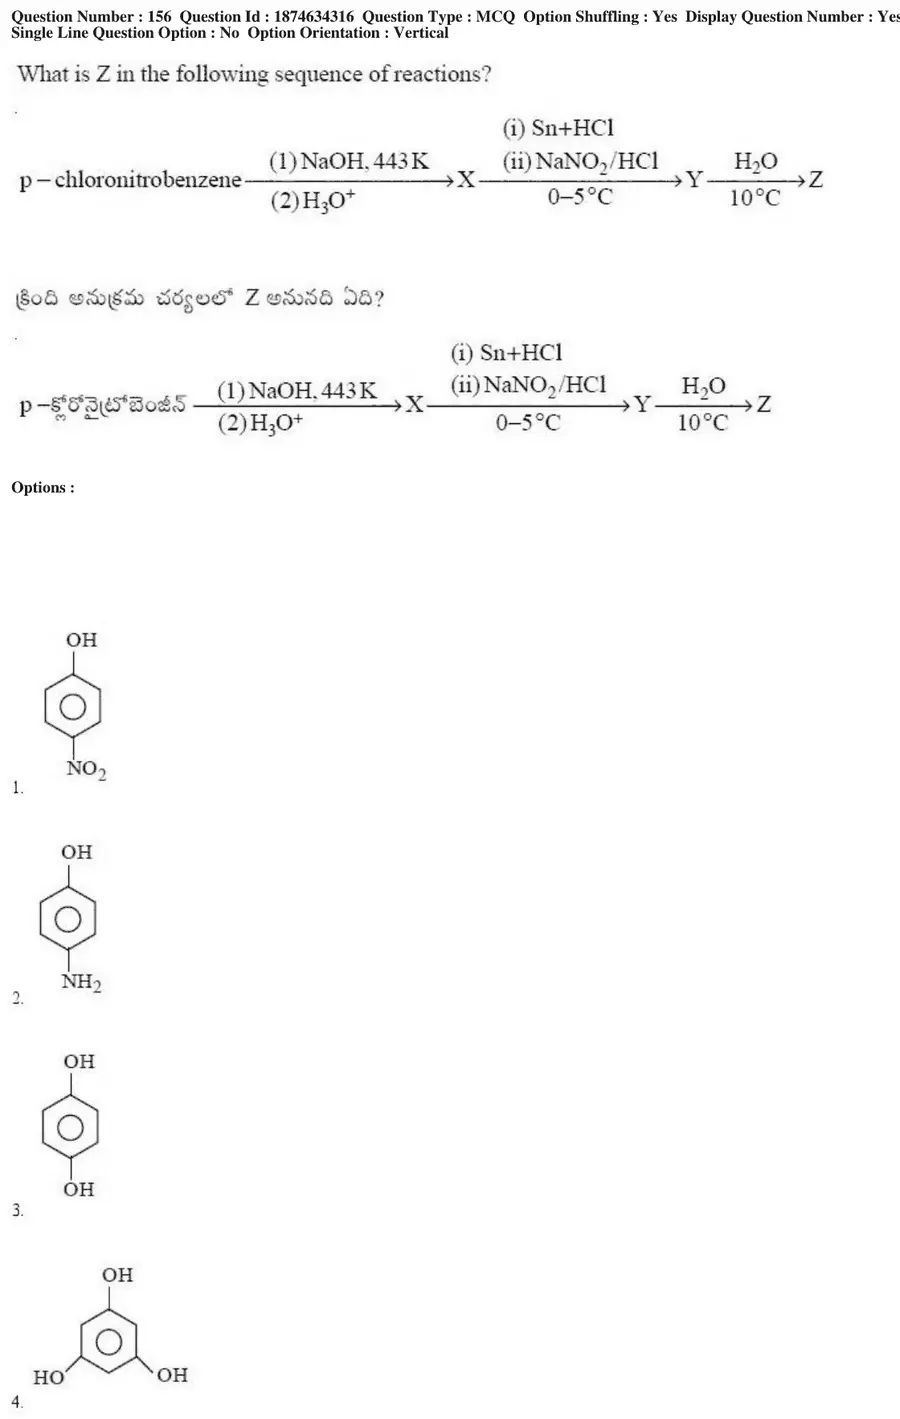 Question Number : 156 Question Id : 1874634316 Question Type : MCQ Option Shuffling : Yes Display Question Number : Yes
Single Line Question Option : No Option Orientation : Vertical
What is Z in the following sequence of reactions?
(i) Sn+HCl
p – chloronitrobenzene (1) NaOH, 443 K (2) H₃O⁺ → X (ii) NaNO₂/HCl 0–5°C → Y H₂O 10°C → Z
క్రింది అనుక్రమ చర్యలలో Z అనునది ఏది?
(i) Sn+HCl
p –క్లోరోనైట్రోబెంజీన్ (1) NaOH, 443 K (2) H₃O⁺ → X (ii) NaNO₂/HCl 0–5°C → Y H₂O 10°C → Z
Options :
OH
NO₂
1.
OH
NH₂
2.
OH
OH
3.
OH
HO OH
4.